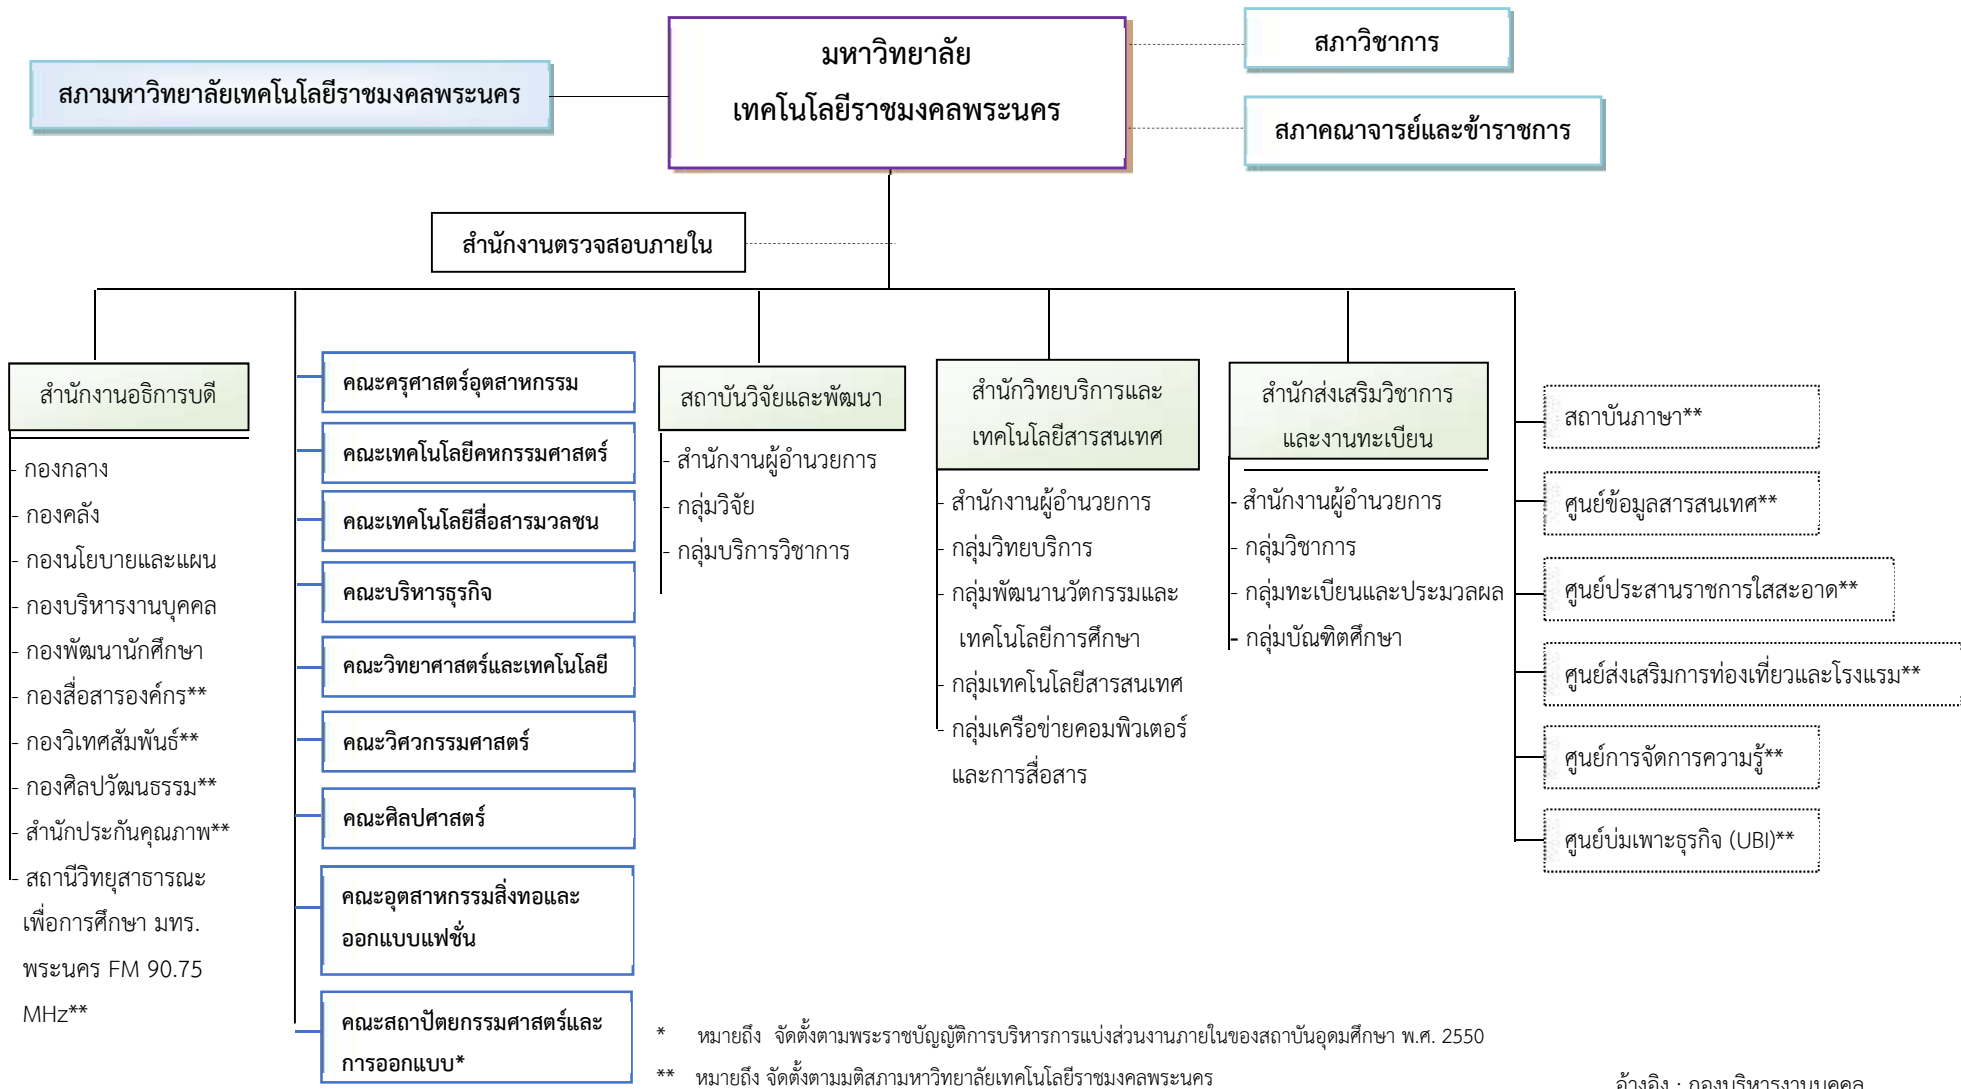 มหาวิทยาลัย
เทคโนโลยีราชมงคลพระนคร
สภามหาวิทยาลัยเทคโนโลยีราชมงคลพระนคร
สภาวิชาการ
สภาคณาจารย์และข้าราชการ
สำนักงานตรวจสอบภายใน
สำนักงานอธิการบดี
- กองกลาง
- กองคลัง
- กองนโยบายและแผน
- กองบริหารงานบุคคล
- กองพัฒนานักศึกษา
- กองสื่อสารองค์กร**
- กองวิเทศสัมพันธ์**
- กองศิลปวัฒนธรรม**
- สำนักประกันคุณภาพ**
- สถานีวิทยุสาธารณะ
เพื่อการศึกษา มทร.
พระนคร FM 90.75
MHz**
คณะครุศาสตร์อุตสาหกรรม
คณะเทคโนโลยีคหกรรมศาสตร์
คณะเทคโนโลยีสื่อสารมวลชน
คณะบริหารธุรกิจ
คณะวิทยาศาสตร์และเทคโนโลยี
คณะวิศวกรรมศาสตร์
คณะศิลปศาสตร์
คณะอุตสาหกรรมสิ่งทอและ
ออกแบบแฟชั่น
คณะสถาปัตยกรรมศาสตร์และ
การออกแบบ*
สถาบันวิจัยและพัฒนา
- สำนักงานผู้อำนวยการ
- กลุ่มวิจัย
- กลุ่มบริการวิชาการ
สำนักวิทยบริการและ
เทคโนโลยีสารสนเทศ
- สำนักงานผู้อำนวยการ
- กลุ่มวิทยบริการ
- กลุ่มพัฒนานวัตกรรมและ
เทคโนโลยีการศึกษา
- กลุ่มเทคโนโลยีสารสนเทศ
- กลุ่มเครือข่ายคอมพิวเตอร์
และการสื่อสาร
สำนักส่งเสริมวิชาการ
และงานทะเบียน
- สำนักงานผู้อำนวยการ
- กลุ่มวิชาการ
- กลุ่มทะเบียนและประมวลผล
- กลุ่มบัณฑิตศึกษา
สถาบันภาษา**
ศูนย์ข้อมูลสารสนเทศ**
ศูนย์ประสานราชการใสสะอาด**
ศูนย์ส่งเสริมการท่องเที่ยวและโรงแรม**
ศูนย์การจัดการความรู้**
ศูนย์บ่มเพาะธุรกิจ (UBI)**
* หมายถึง จัดตั้งตามพระราชบัญญัติการบริหารการแบ่งส่วนงานภายในของสถาบันอุดมศึกษา พ.ศ. 2550
** หมายถึง จัดตั้งตามมติสภามหาวิทยาลัยเทคโนโลยีราชมงคลพระนคร
อ้างอิง : กองบริหารงานบุคคล